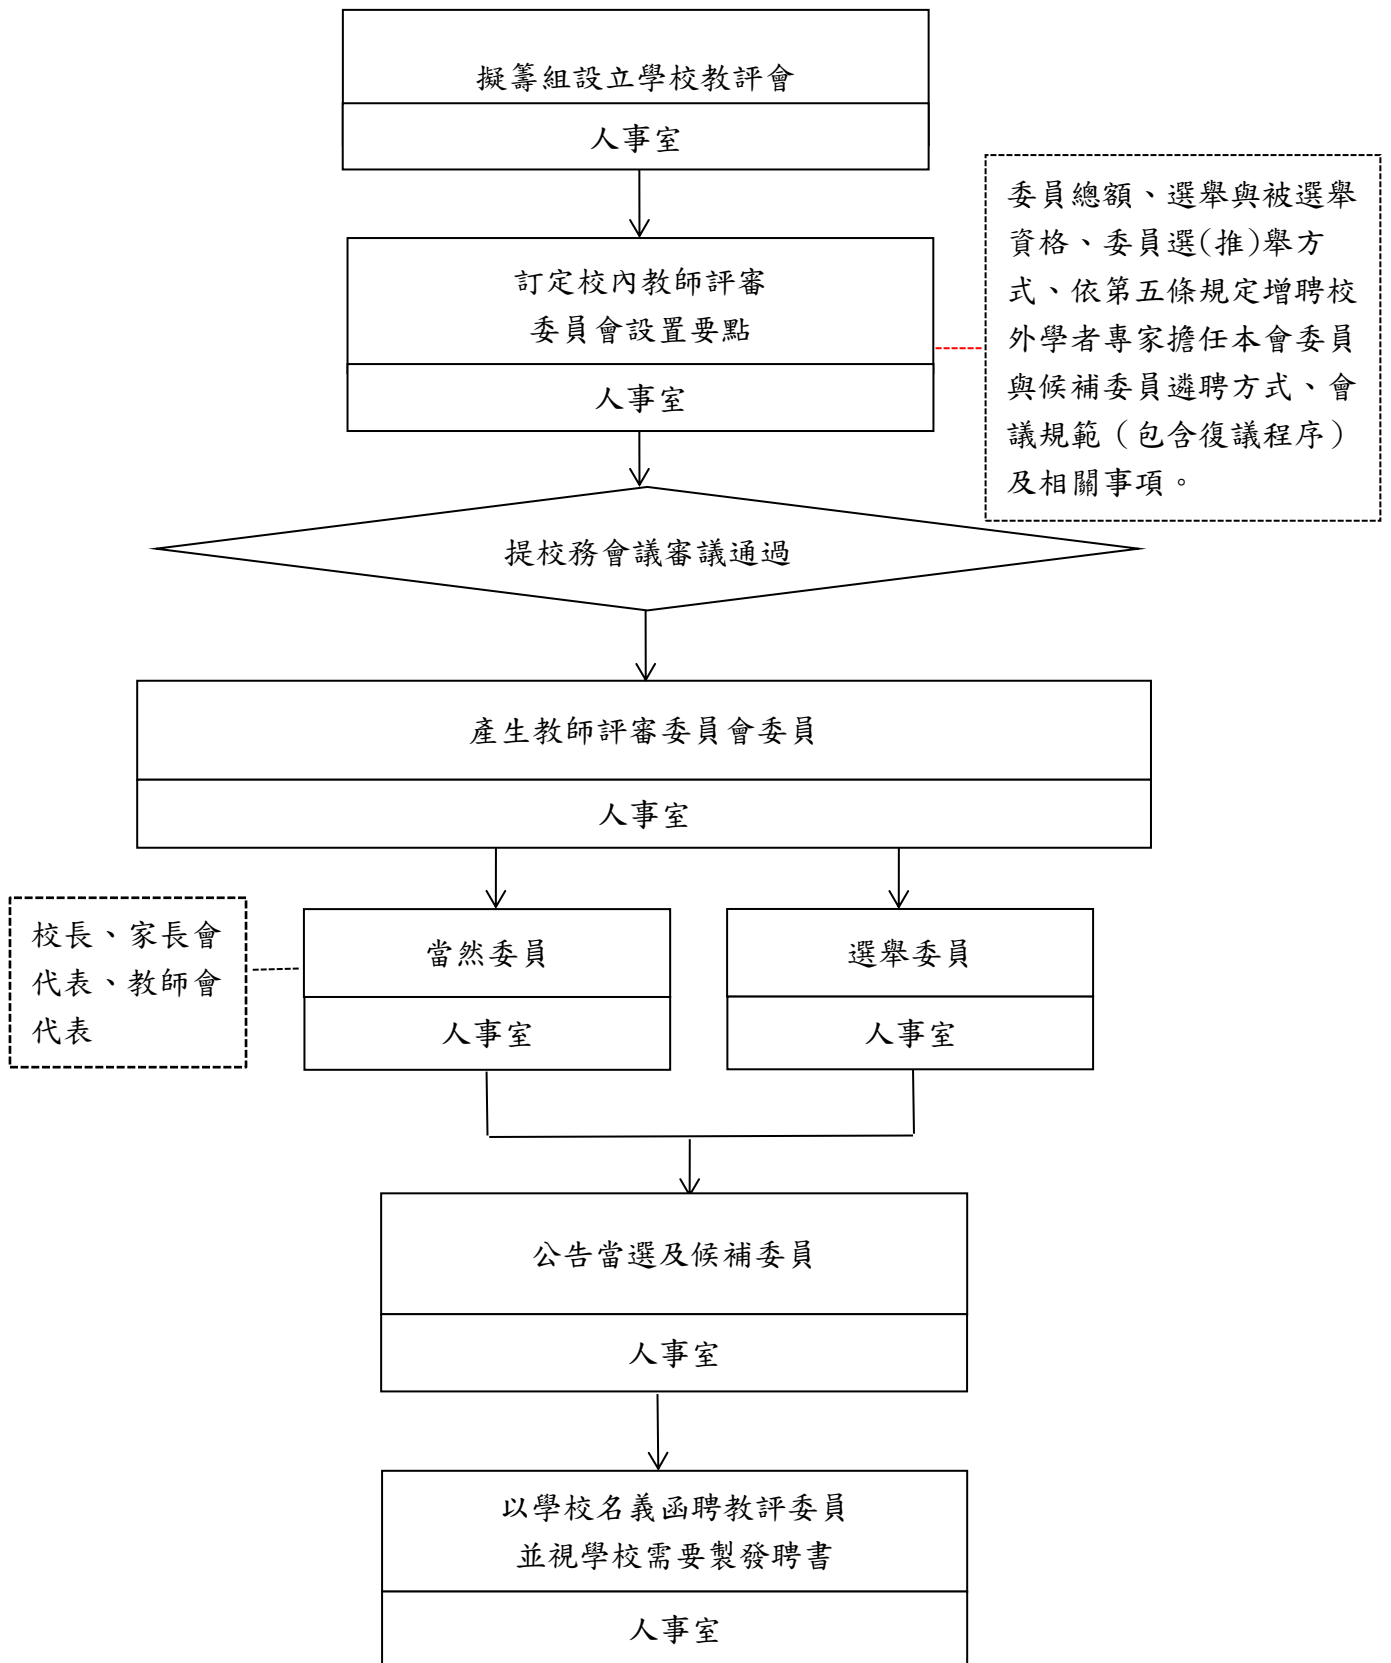 擬籌組設立學校教評會
人事室
訂定校內教師評審
委員會設置要點
人事室
委員總額、選舉與被選舉
資格、委員選(推)舉方
式、依第五條規定增聘校
外學者專家擔任本會委員
與候補委員遴聘方式、會
議規範（包含復議程序）
及相關事項。
提校務會議審議通過
產生教師評審委員會委員
人事室
校長、家長會
代表、教師會
代表
當然委員
人事室
選舉委員
人事室
公告當選及候補委員
人事室
以學校名義函聘教評委員
並視學校需要製發聘書
人事室